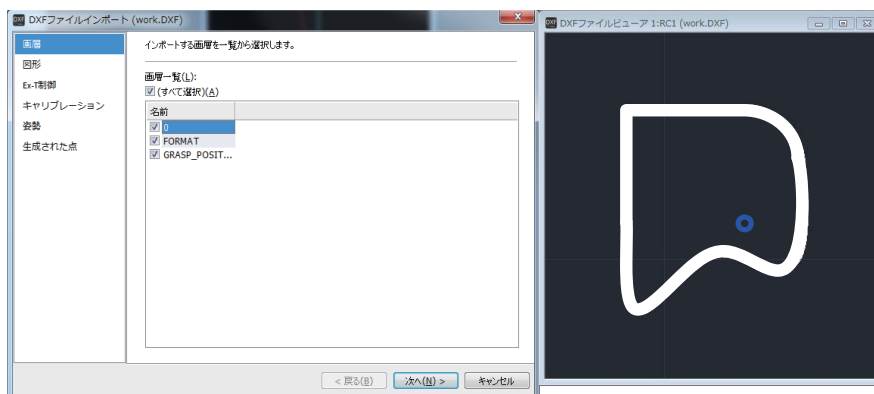 DXF DXFファイルインポート (work.DXF)
画層
図形
Ex-T制御
キャリブレーション
姿勢
生成された点
インポートする画層を一覧から選択します。
画層一覧(L):
(すべて選択)(A)
名前
0
FORMAT
GRASP_POSIT...
< 戻る(B)
次へ(N) >
キャンセル
DXF DXFファイルビューア 1:RC1 (work.DXF)